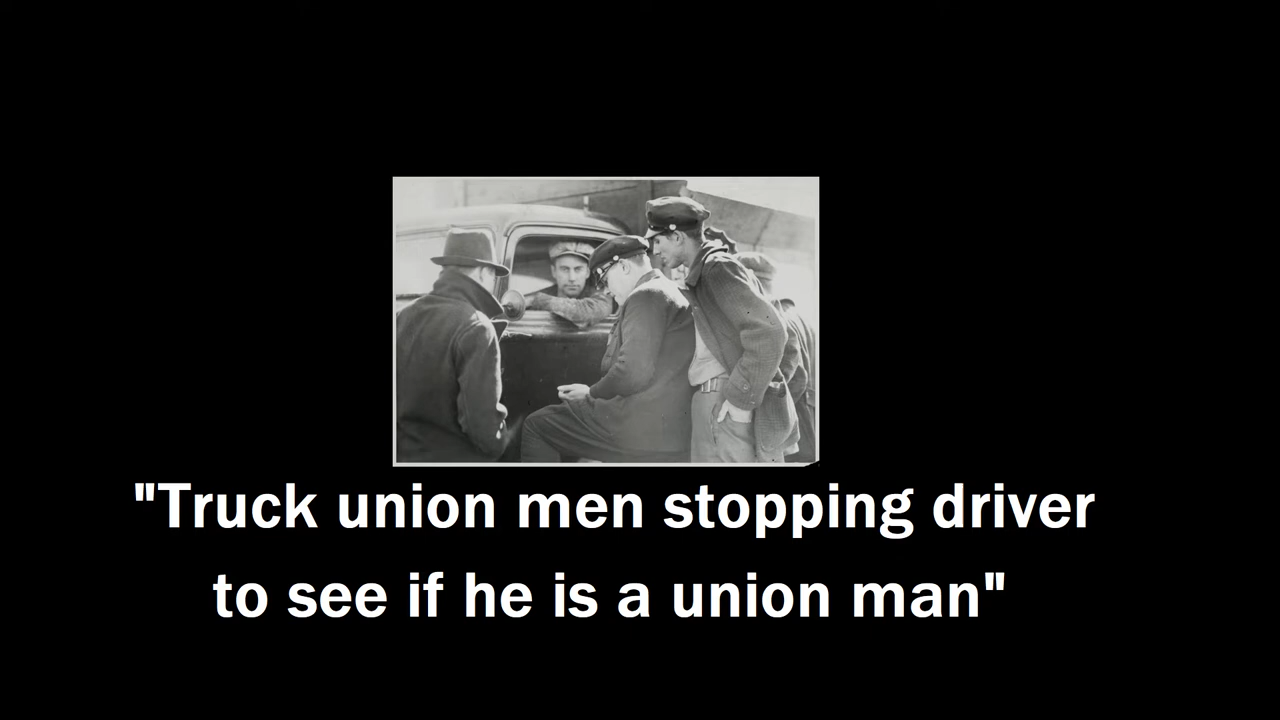 "Truck union men stopping driver
to see if he is a union man"